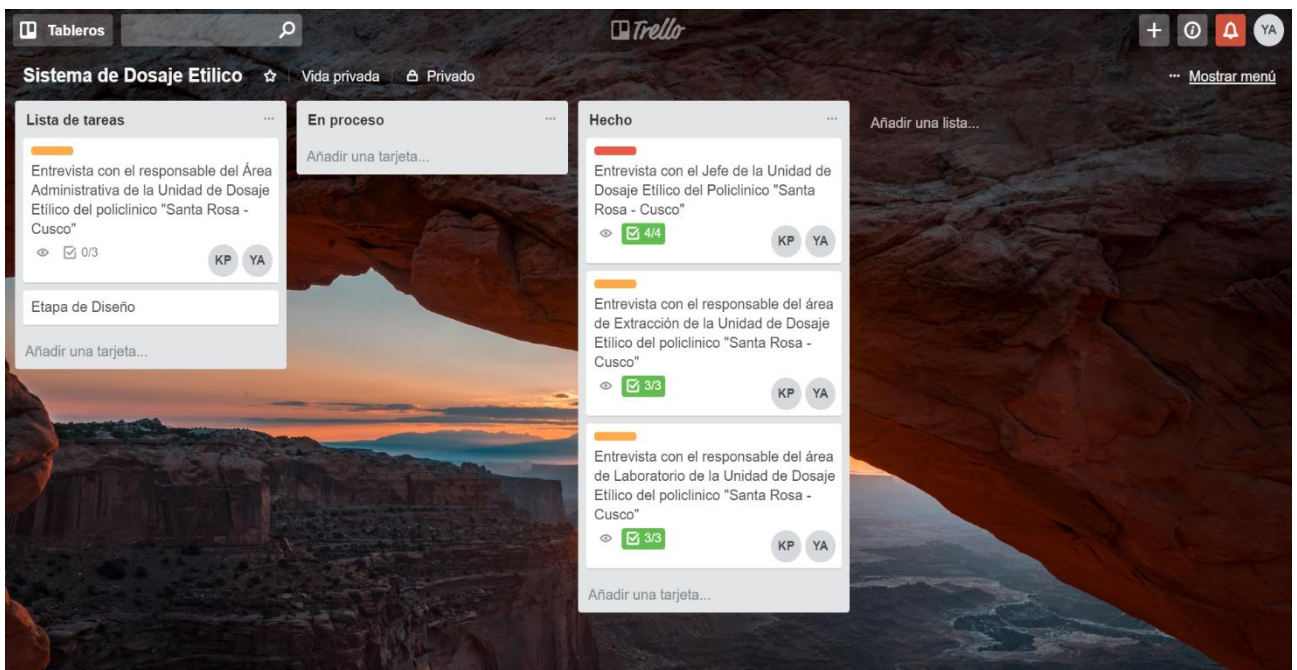 Tableros
Trello
YA
Sistema de Dosaje Etilico
Vida privada
Privado
... Mostrar menú
Lista de tareas ...
Entrevista con el responsable del Área
Administrativa de la Unidad de Dosaje
Etílico del policlinico "Santa Rosa -
Cusco"
0/3
KP YA
Etapa de Diseño
Añadir una tarjeta...
En proceso ...
Añadir una tarjeta...
Hecho ...
Entrevista con el Jefe de la Unidad de
Dosaje Etílico del Policlinico "Santa
Rosa - Cusco"
4/4
KP YA
Entrevista con el responsable del área
de Extracción de la Unidad de Dosaje
Etílico del policlinico "Santa Rosa -
Cusco"
3/3
KP YA
Entrevista con el responsable del área
de Laboratorio de la Unidad de Dosaje
Etílico del policlinico "Santa Rosa -
Cusco"
3/3
KP YA
Añadir una tarjeta...
Añadir una lista...